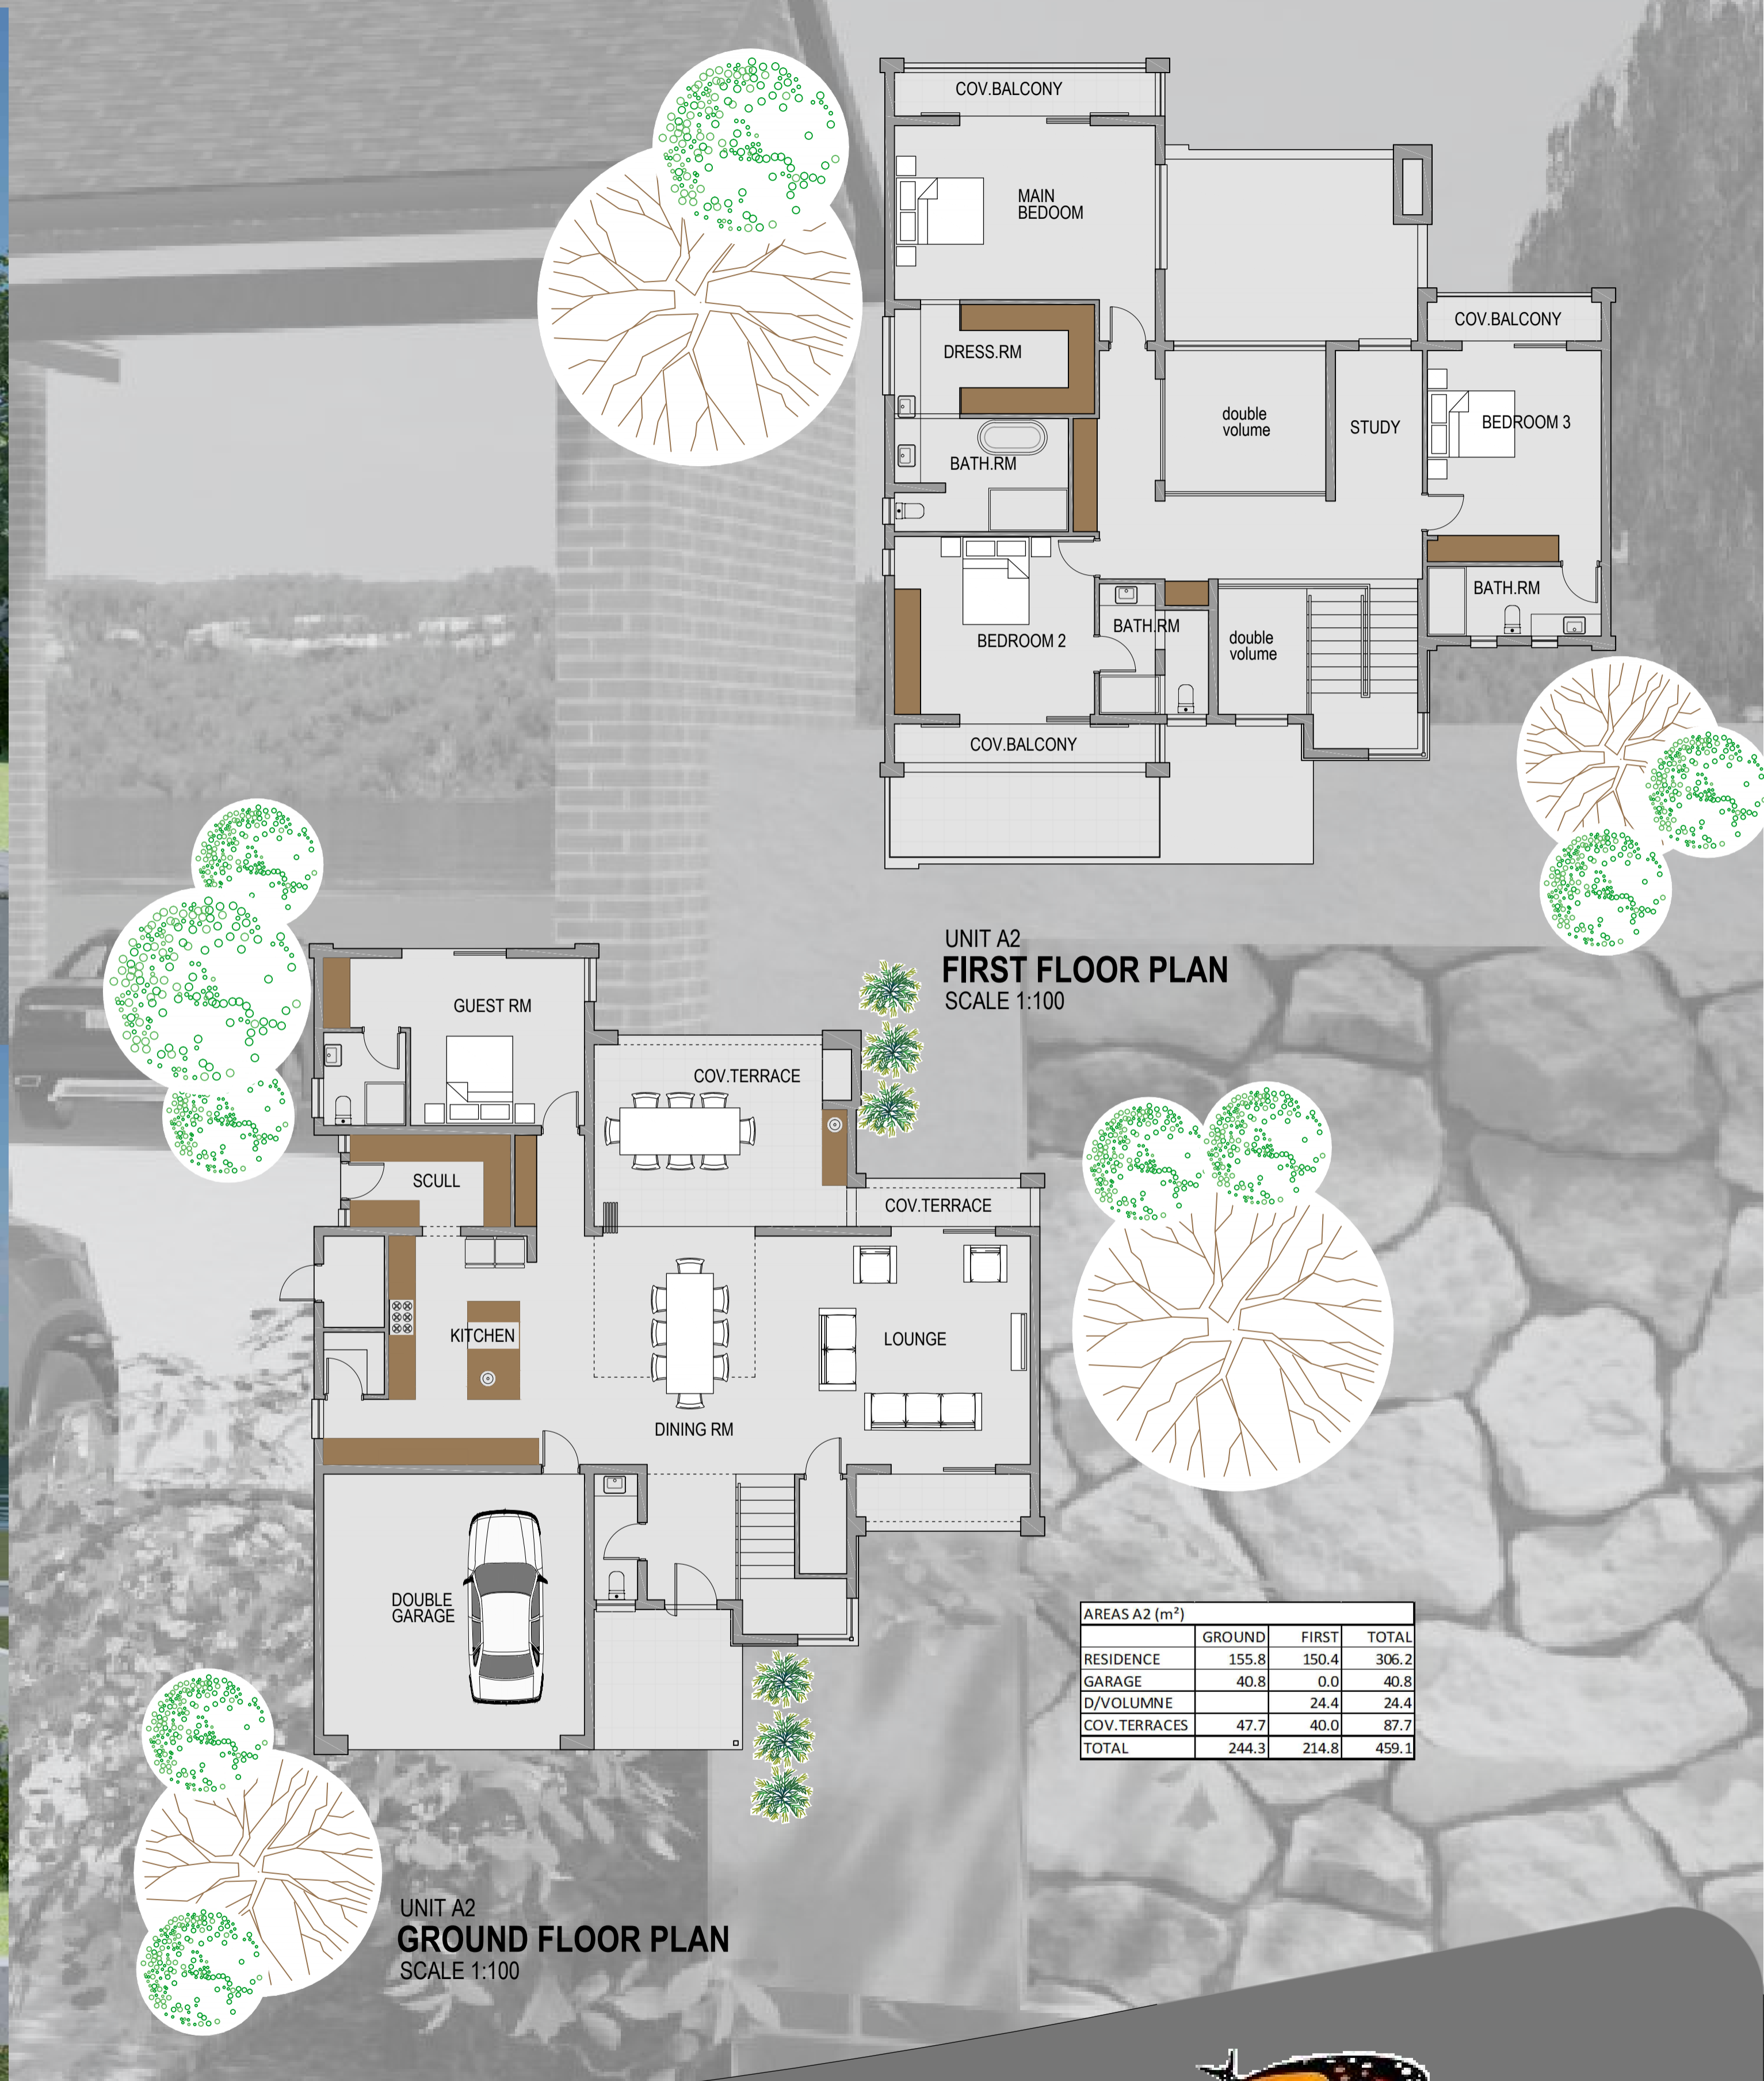 COV.BALCONY
MAIN
BEDOOM
COV.BALCONY
DRESS.RM
double
volume
STUDY
BEDROOM 3
BATH.RM
BATH.RM
BEDROOM 2
BATH.RM
double
volume
COV.BALCONY
UNIT A2
FIRST FLOOR PLAN
SCALE 1:100
GUEST RM
COV.TERRACE
SCULL
COV.TERRACE
KITCHEN
LOUNGE
DINING RM
DOUBLE
GARAGE
AREAS A2 (m²)
GROUND FIRST TOTAL
RESIDENCE 155.8 150.4 306.2
GARAGE 40.8 0.0 40.8
D/VOLUMNE 24.4 24.4
COV.TERRACES 47.7 40.0 87.7
TOTAL 244.3 214.8 459.1
UNIT A2
GROUND FLOOR PLAN
SCALE 1:100